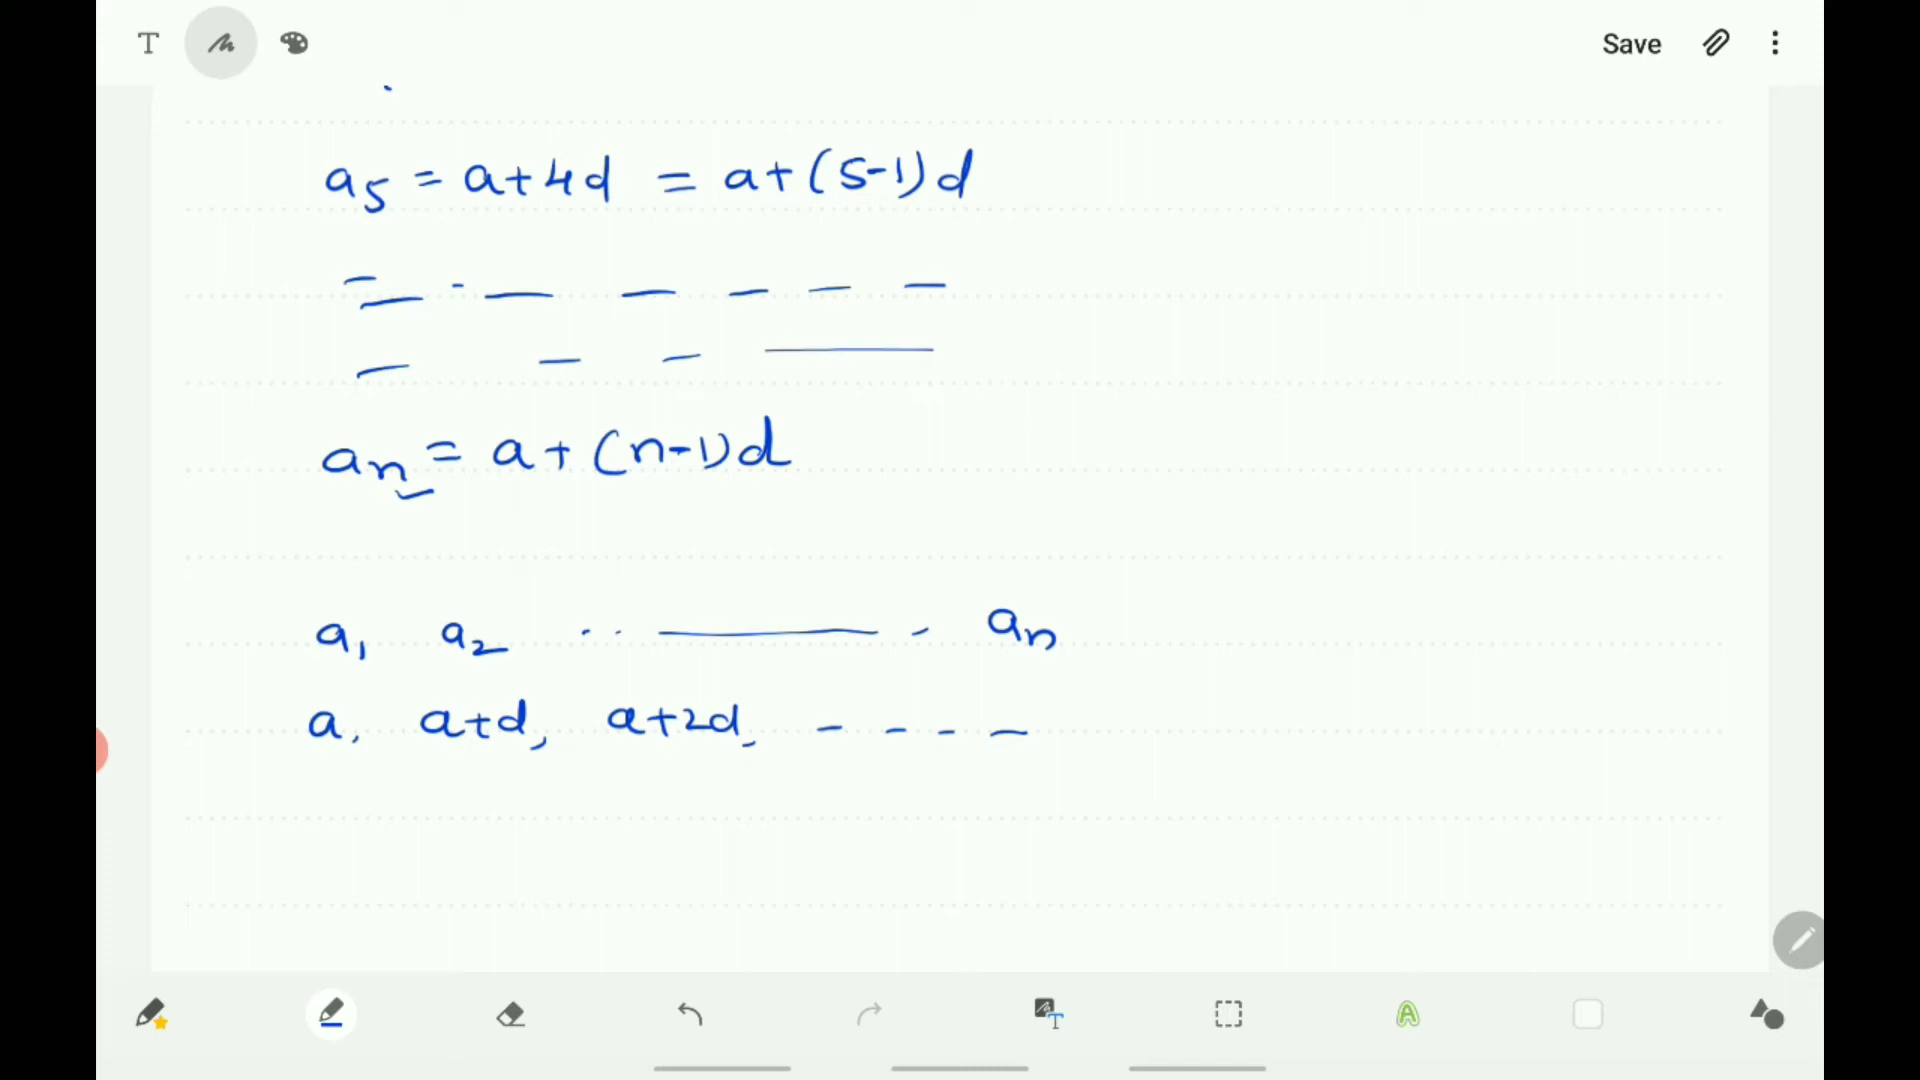 T Save
a₅ = a+4d = a+(5-1)d
aₙ = a+(n-1)d
a₁ a₂ .. —— - aₙ
a, a+d, a+2d, - - - -